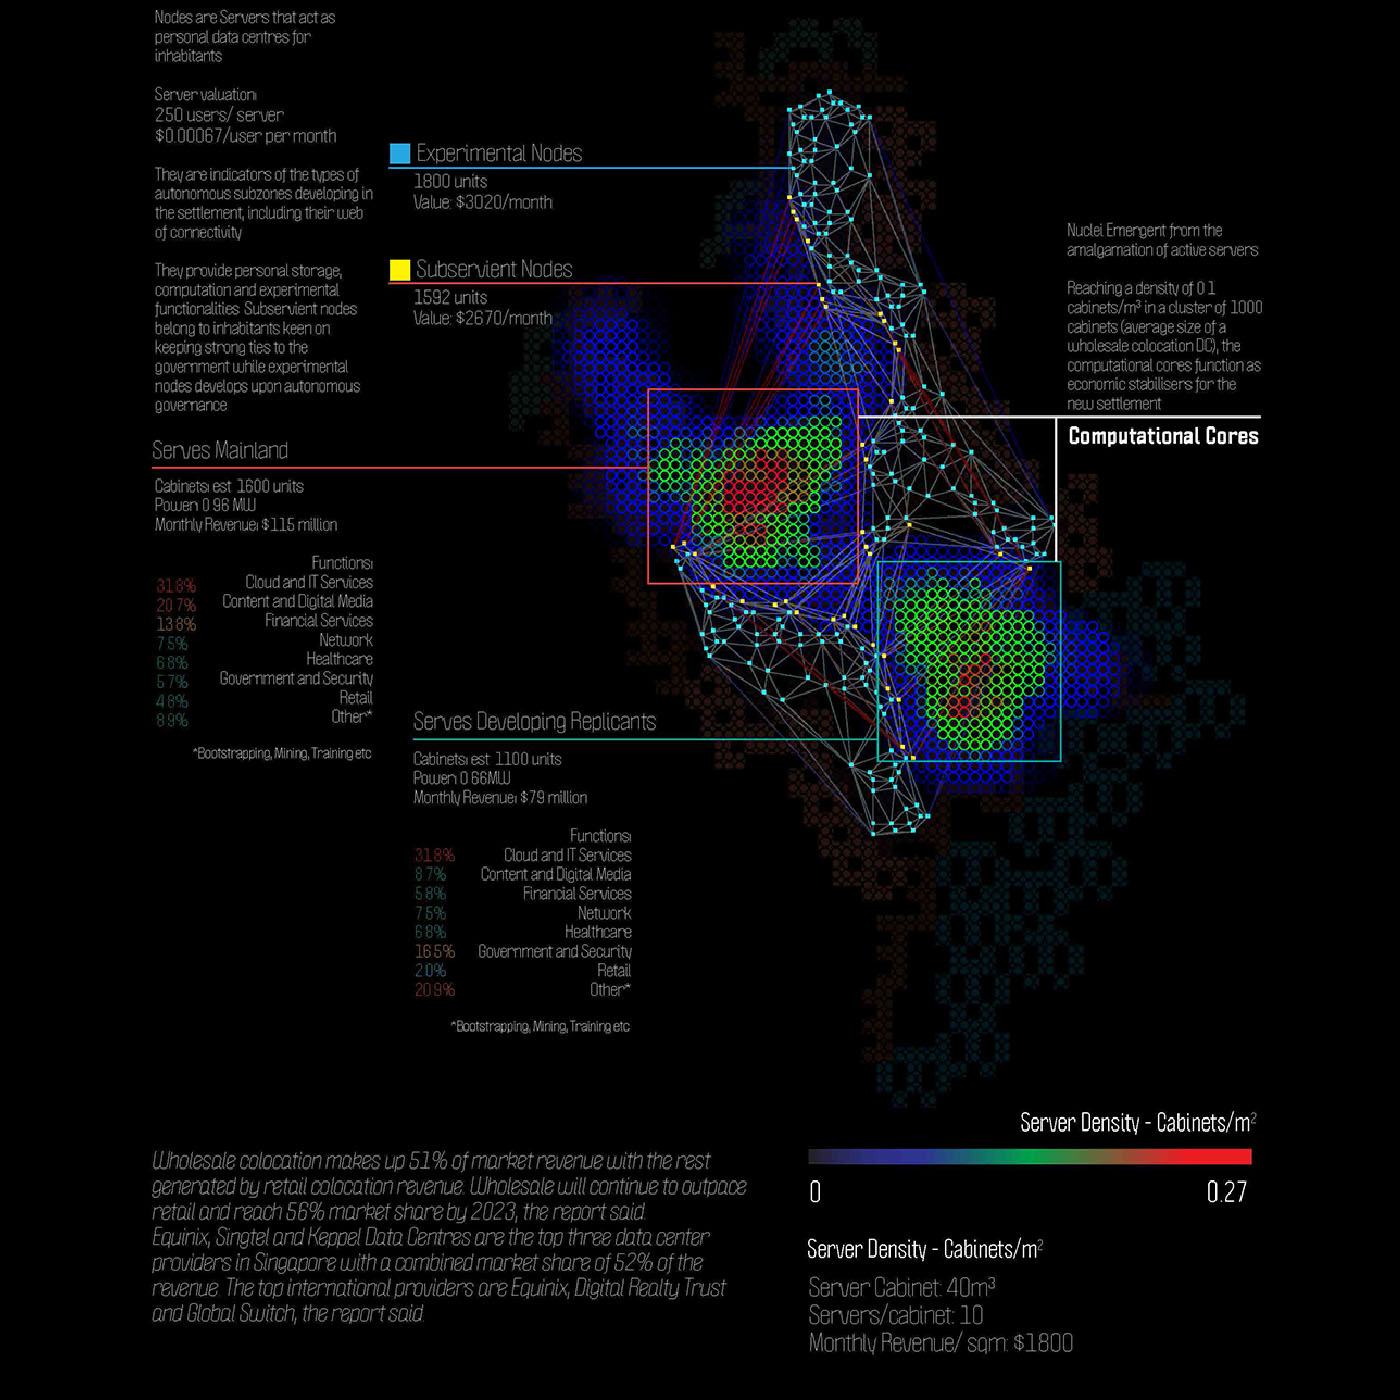 Nodes are Servers that act as
personal data centres for
inhabitants
Server valuation:
250 users/ server
$0.00067/user per month
They are indicators of the types of
autonomous subzones developing in
the settlement, including their web
of connectivity
They provide personal storage,
computation and experimental
functionalities. Subservient nodes
belong to inhabitants keen on
keeping strong ties to the
government while experimental
nodes develops upon autonomous
governance
Experimental Nodes
1800 units
Value: $3020/month
Subservient Nodes
1592 units
Value: $2670/month
Nuclei Emergent from the
amalgamation of active servers
Reaching a density of 0.1
cabinets/m³ in a cluster of 1000
cabinets (average size of a
wholesale colocation DC), the
computational cores function as
economic stabilisers for the
new settlement
Computational Cores
Serves Mainland
Cabinets: est 1600 units
Power: 0.96 MW
Monthly Revenue: $115 million
Functions:
31.8% Cloud and IT Services
20.7% Content and Digital Media
13.8% Financial Services
7.5% Network
6.8% Healthcare
5.7% Government and Security
4.8% Retail
8.9% Other*
*Bootstrapping, Mining, Training etc
Serves Developing Replicants
Cabinets: est 1100 units
Power: 0.66MW
Monthly Revenue: $79 million
Functions:
31.8% Cloud and IT Services
8.7% Content and Digital Media
5.8% Financial Services
7.5% Network
6.8% Healthcare
16.5% Government and Security
2.0% Retail
20.9% Other*
*Bootstrapping, Mining, Training etc
Server Density - Cabinets/m²
0 0.27
Server Density - Cabinets/m²
Server Cabinet: 40m³
Servers/cabinet: 10
Monthly Revenue/ sqm: $1800
Wholesale colocation makes up 51% of market revenue with the rest
generated by retail colocation revenue. Wholesale will continue to outpace
retail and reach 56% market share by 2023, the report said.
Equinix, Singtel and Keppel Data Centres are the top three data center
providers in Singapore with a combined market share of 52% of the
revenue. The top international providers are Equinix, Digital Realty Trust
and Global Switch, the report said.